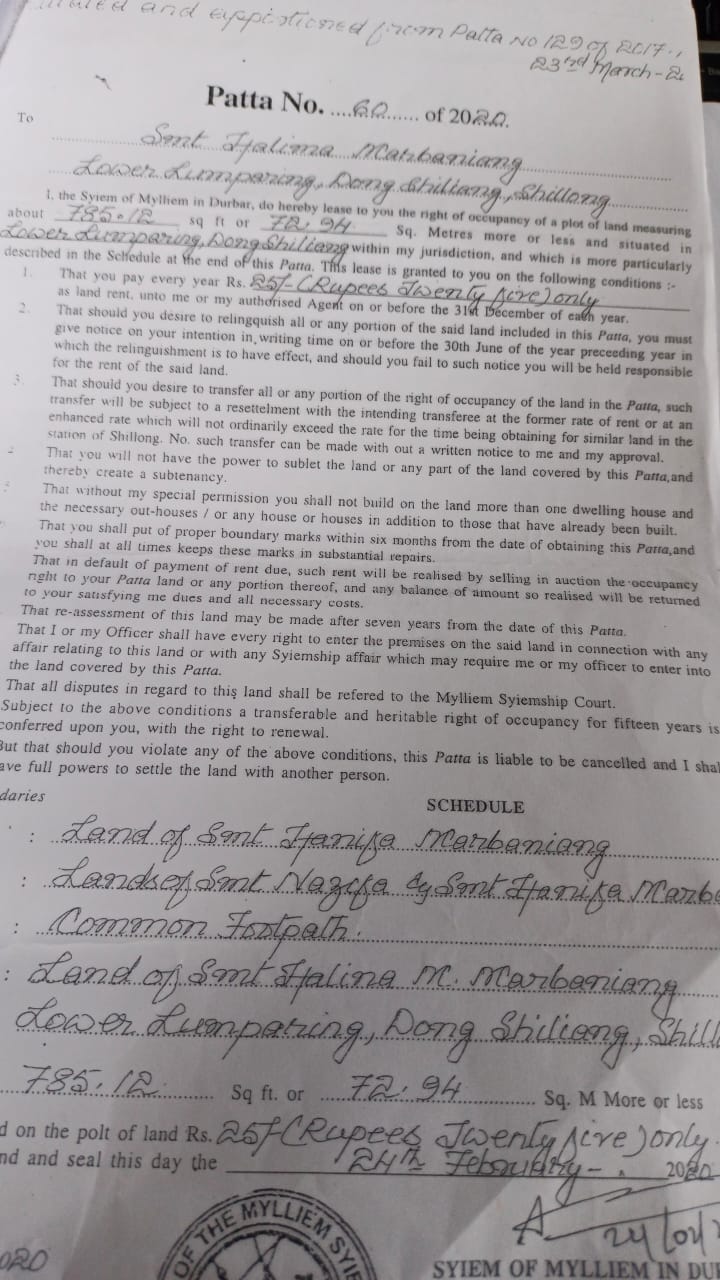 and appistioned from Patta No 129 of 2017.,
23rd March-2
Patta No. ....60...... of 2020.
To
Smt Halima Marbaniang
Lower Lumparing, Dong Shiliang, Shillong
I, the Syiem of Mylliem in Durbar, do hereby lease to you the right of occupancy of a plot of land measuring
about 785.12 sq ft or 72.94 Sq. Metres more or less and situated in
Lower Lumparing, Dong Shiliang within my jurisdiction, and which is more particularly
described in the Schedule at the end of this Patta. This lease is granted to you on the following conditions :-
1. That you pay every year Rs. 25/- (Rupees Twenty five) only
as land rent, unto me or my authorised Agent on or before the 31st December of each year.
2. That should you desire to relingquish all or any portion of the said land included in this Patta, you must
give notice on your intention in writing time on or before the 30th June of the year preceeding year in
which the relinguishment is to have effect, and should you fail to such notice you will be held responsible
for the rent of the said land.
3. That should you desire to transfer all or any portion of the right of occupancy of the land in the Patta, such
transfer will be subject to a resettelment with the intending transferee at the former rate of rent or at an
enhanced rate which will not ordinarily exceed the rate for the time being obtaining for similar land in the
station of Shillong. No. such transfer can be made with out a written notice to me and my approval.
That you will not have the power to sublet the land or any part of the land covered by this Patta,and
thereby create a subtenancy.
That without my special permission you shall not build on the land more than one dwelling house and
the necessary out-houses / or any house or houses in addition to those that have already been built.
That you shall put of proper boundary marks within six months from the date of obtaining this Patta,and
you shall at all times keeps these marks in substantial repairs.
That in default of payment of rent due, such rent will be realised by selling in auction the occupancy
right to your Patta land or any portion thereof, and any balance of amount so realised will be returned
to your satisfying me dues and all necessary costs.
That re-assessment of this land may be made after seven years from the date of this Patta.
That I or my Officer shall have every right to enter the premises on the said land in connection with any
affair relating to this land or with any Syiemship affair which may require me or my officer to enter into
the land covered by this Patta.
That all disputes in regard to this land shall be refered to the Mylliem Syiemship Court.
Subject to the above conditions a transferable and heritable right of occupancy for fifteen years is
conferred upon you, with the right to renewal.
But that should you violate any of the above conditions, this Patta is liable to be cancelled and I shal
ave full powers to settle the land with another person.
daries
SCHEDULE
: Land of Smt Hanifa Marbaniang
: Lands of Smt Nazifa & Smt Hanifa Marba
: Common Footpath.
: Land of Smt Halina M. Marbaniang
Lower Lumparing, Dong Shiliang, Shill
785.12 Sq ft. or 72.94 Sq. M More or less
d on the polt of land Rs. 25/- (Rupees Twenty five) only.
nd and seal this day the 24th February - 2020
OF THE MYLLIEM SYIE
24/02/2
020
SYIEM OF MYLLIEM IN DU